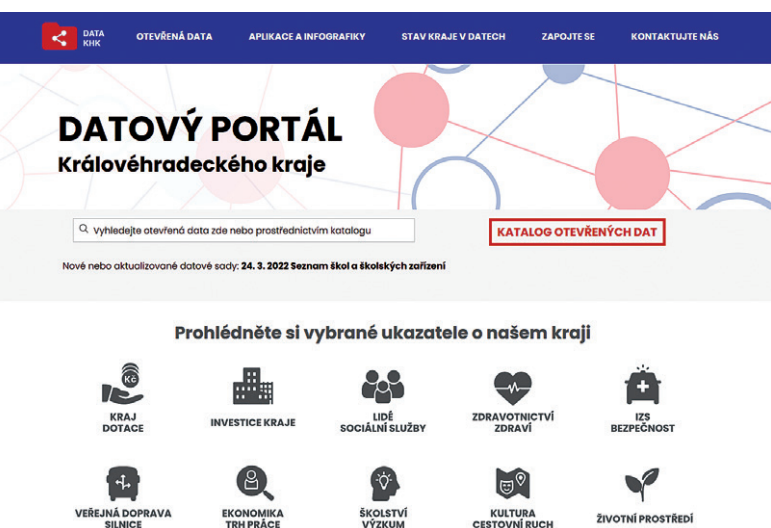 DATA
KHK
OTEVŘENÁ DATA
APLIKACE A INFOGRAFIKY
STAV KRAJE V DATECH
ZAPOJTE SE
KONTAKTUJTE NÁS
DATOVÝ PORTÁL
Královéhradeckého kraje
Vyhledejte otevřená data zde nebo prostřednictvím katalogu
KATALOG OTEVŘENÝCH DAT
Nové nebo aktualizované datové sady: 24. 3. 2022 Seznam škol a školských zařízení
Prohlédněte si vybrané ukazatele o našem kraji
Kč
KRAJ
DOTACE
INVESTICE KRAJE
LIDÉ
SOCIÁLNÍ SLUŽBY
ZDRAVOTNICTVÍ
ZDRAVÍ
IZS
BEZPEČNOST
VEŘEJNÁ DOPRAVA
SILNICE
EKONOMIKA
TRH PRÁCE
ŠKOLSTVÍ
VÝZKUM
KULTURA
CESTOVNÍ RUCH
ŽIVOTNÍ PROSTŘEDÍ